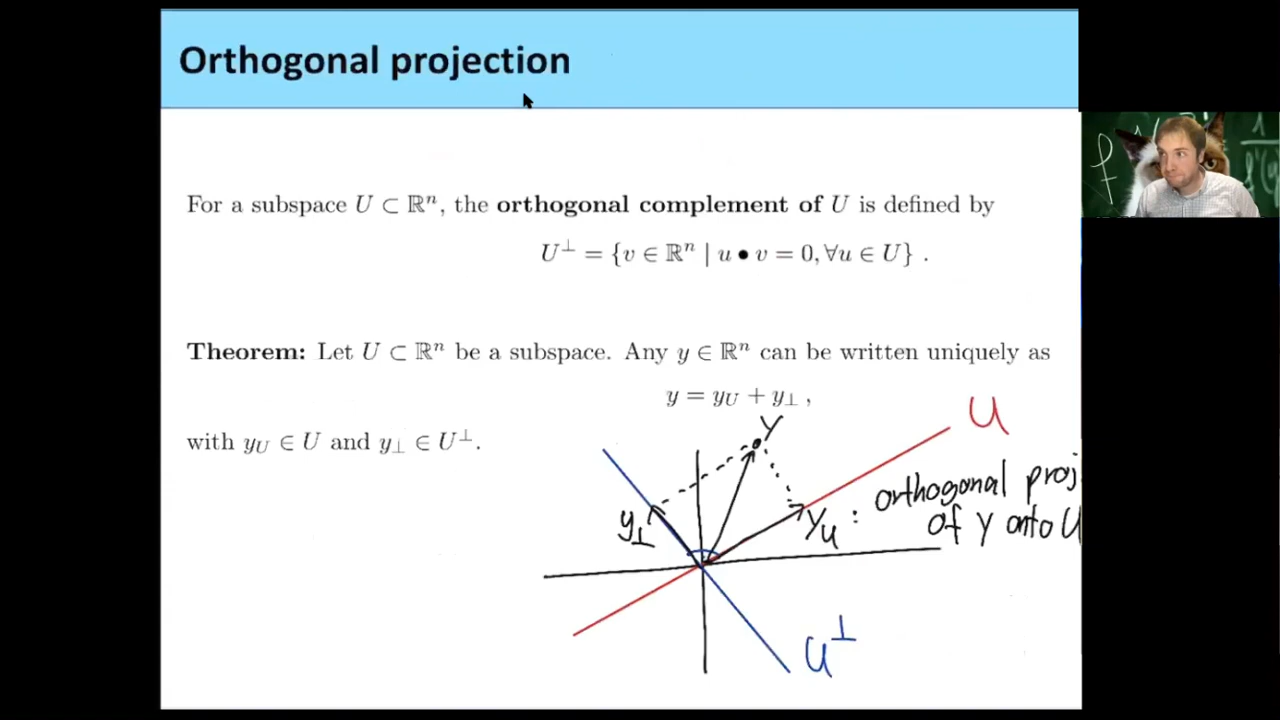 Orthogonal projection
For a subspace U ⊂ ℝⁿ, the orthogonal complement of U is defined by
U^⊥ = {v ∈ ℝⁿ | u • v = 0, ∀u ∈ U} .
Theorem: Let U ⊂ ℝⁿ be a subspace. Any y ∈ ℝⁿ can be written uniquely as
y = y_U + y_⊥ ,
with y_U ∈ U and y_⊥ ∈ U^⊥.
y
U
y_⊥
y_U : orthogonal proj
of y onto U
U^⊥
f